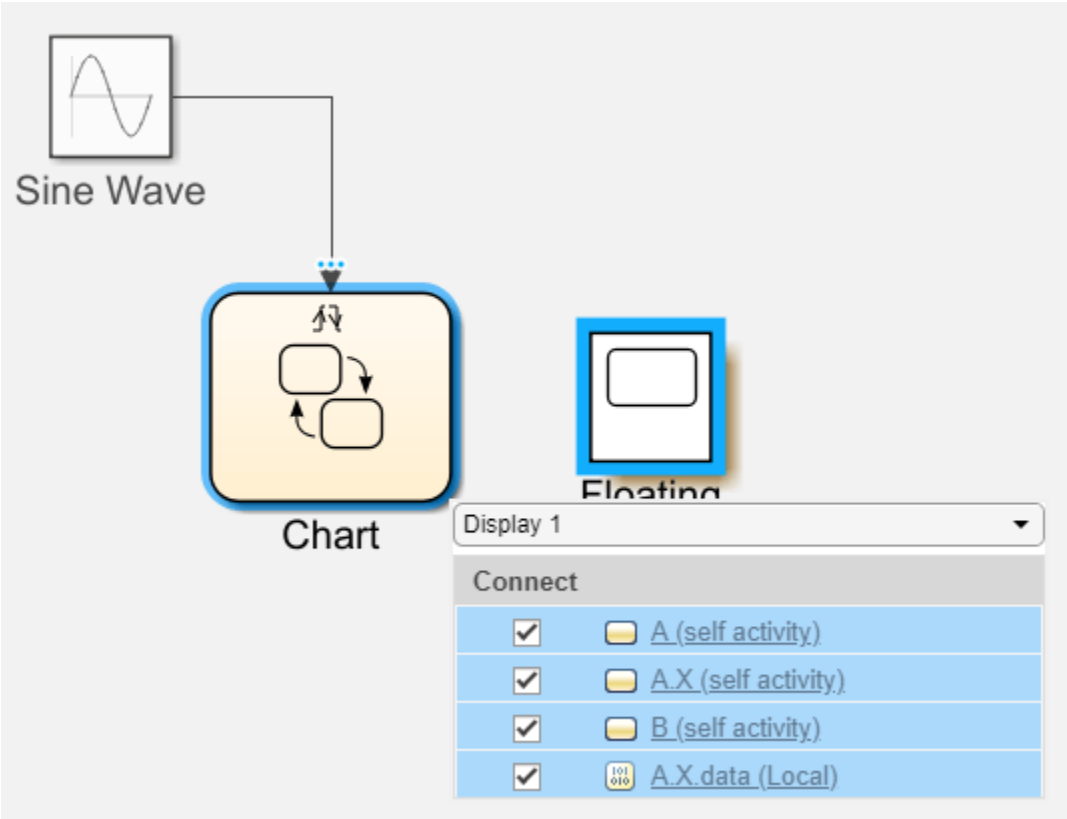 Sine Wave
Chart
Floating
Display 1
Connect
A (self activity)
A.X (self activity)
B (self activity)
A.X.data (Local)